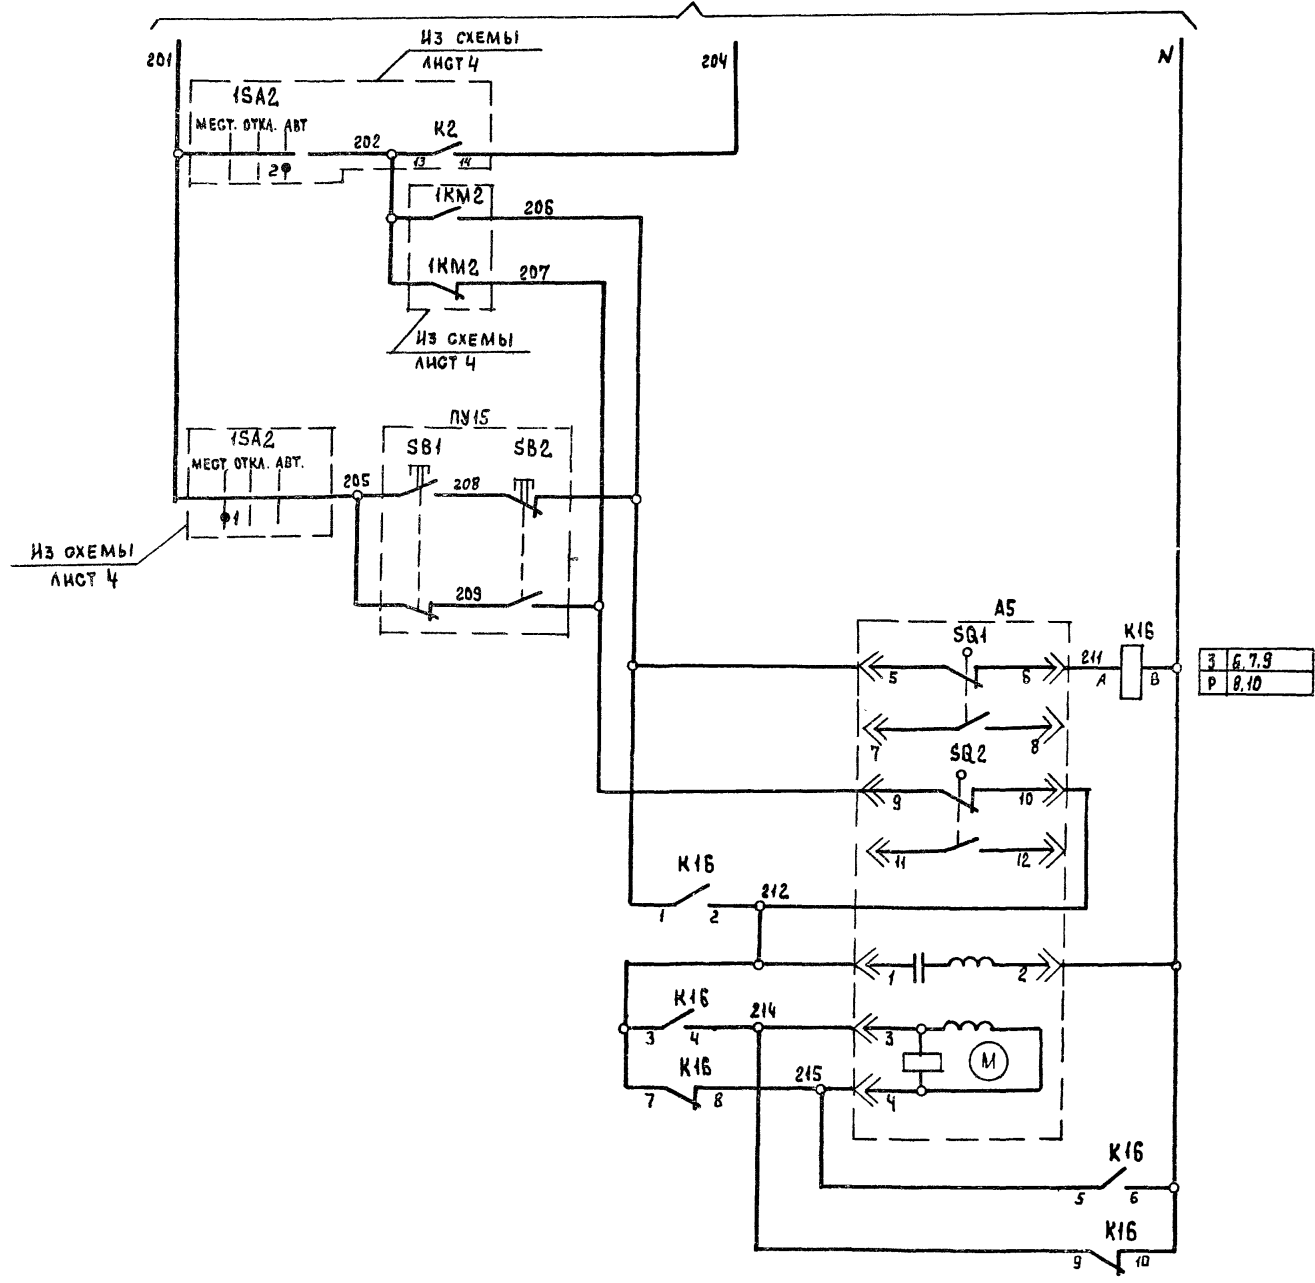 Из схемы
лист 4
201
204
N
1SA2
мест. откл. авт
202
K2
13 14
2
1KM2
206
1KM2
207
Из схемы
лист 4
ПУ15
1SA2
мест откл. авт.
SB1
SB2
205
208
1
Из схемы
лист 4
209
A5
SQ1
K16
211
5 6 A B
З 6,7,9
Р 8,10
7 8
SQ2
9 10
11 12
K16
212
1 2
1 2
K16
214
3 4 3
M
K16
215
7 8 4
K16
5 6
K16
9 10